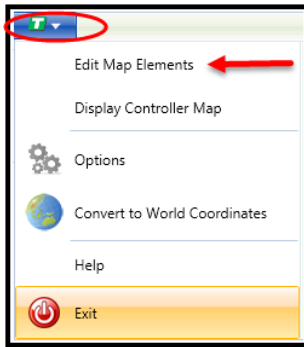 T
Edit Map Elements
Display Controller Map
Options
Convert to World Coordinates
Help
Exit